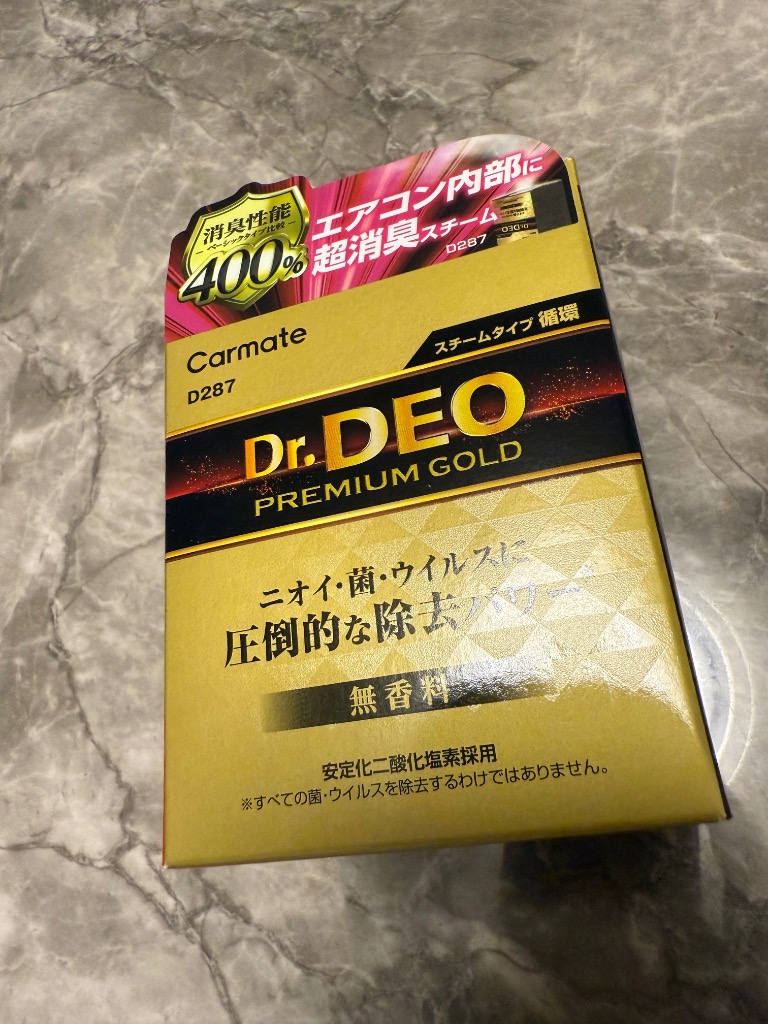 消臭性能
ーベーシックタイプ比較ー
400%
エアコン内部に
超消臭スチーム
D287
Carmate
D287
スチームタイプ 循環
Dr.DEO
PREMIUM GOLD
ニオイ・菌・ウイルスに
圧倒的な除去パワー
無香料
安定化二酸化塩素採用
※すべての菌・ウイルスを除去するわけではありません。